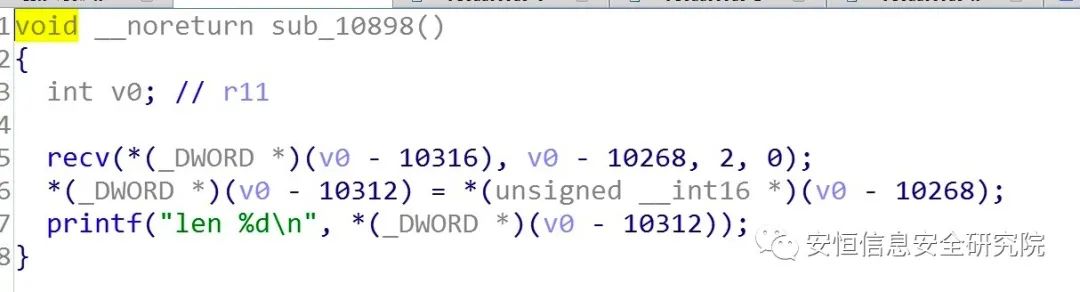 1 void __noreturn sub_10898()
2 {
3 int v0; // r11
4
5 recv(*(_DWORD *)(v0 - 10316), v0 - 10268, 2, 0);
6 *(_DWORD *)(v0 - 10312) = *(unsigned __int16 *)(v0 - 10268);
7 printf("len %d\n", *(_DWORD *)(v0 - 10312));
8 }
安恒信息安全研究院